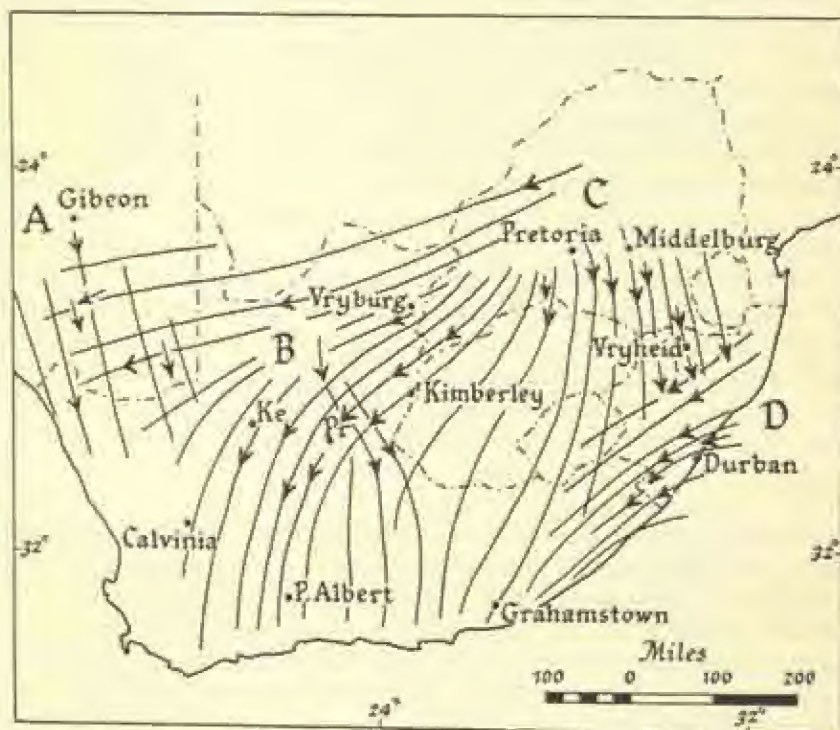 24°
24°
Gibeon
A
C
Pretoria
Middelburg
Vryburg
Vryheid
B
Ke
Pr
Kimberley
D
Durban
Calvinia
32°
32°
P. Albert
Grahamstown
Miles
100 0 100 200
24°
32°